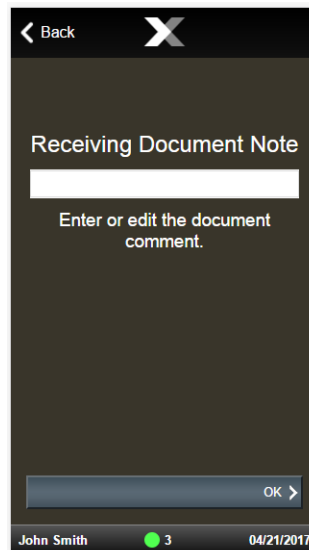 Back
Receiving Document Note
Enter or edit the document
comment.
OK
John Smith 3 04/21/2017